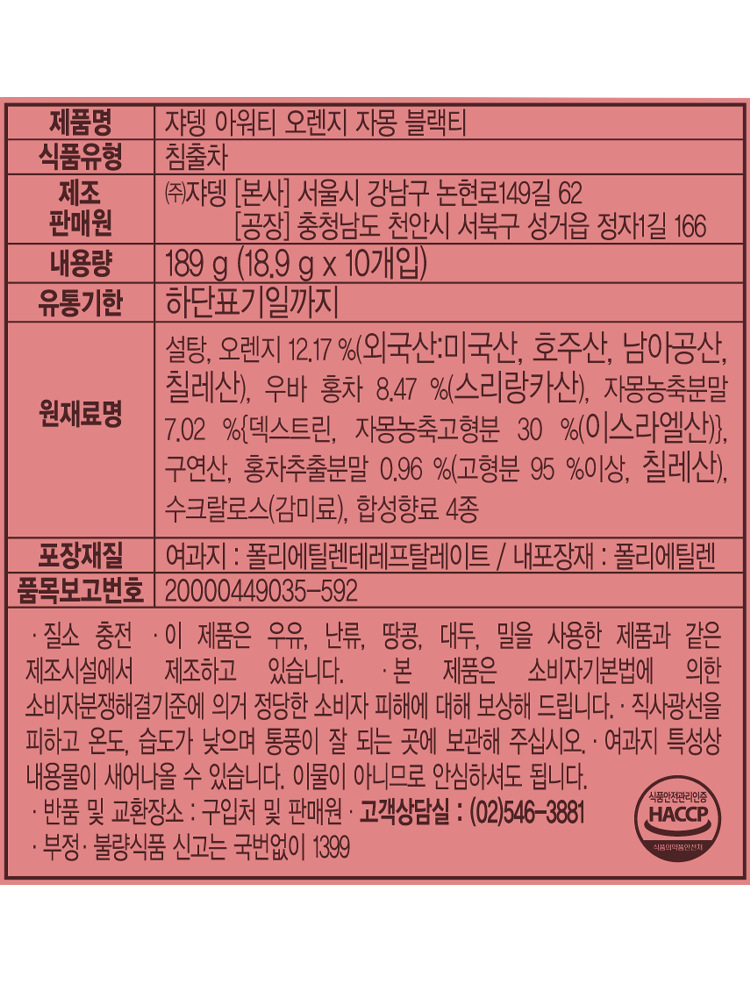 제품명 쟈뎅 아워티 오렌지 자몽 블랙티
식품유형 침출차
제조 판매원 ㈜쟈뎅 [본사] 서울시 강남구 논현로149길 62
[공장] 충청남도 천안시 서북구 성거읍 정자1길 166
내용량 189 g (18.9 g x 10개입)
유통기한 하단표기일까지
원재료명 설탕, 오렌지 12.17 %(외국산:미국산, 호주산, 남아공산,
칠레산), 우바 홍차 8.47 %(스리랑카산), 자몽농축분말
7.02 %{덱스트린, 자몽농축고형분 30 %(이스라엘산)},
구연산, 홍차추출분말 0.96 %(고형분 95 %이상, 칠레산),
수크랄로스(감미료), 합성향료 4종
포장재질 여과지 : 폴리에틸렌테레프탈레이트 / 내포장재 : 폴리에틸렌
품목보고번호 20000449035-592
· 질소 충전 · 이 제품은 우유, 난류, 땅콩, 대두, 밀을 사용한 제품과 같은
제조시설에서 제조하고 있습니다. · 본 제품은 소비자기본법에 의한
소비자분쟁해결기준에 의거 정당한 소비자 피해에 대해 보상해 드립니다. · 직사광선을
피하고 온도, 습도가 낮으며 통풍이 잘 되는 곳에 보관해 주십시오. · 여과지 특성상
내용물이 새어나올 수 있습니다. 이물이 아니므로 안심하셔도 됩니다.
· 반품 및 교환장소 : 구입처 및 판매원 · 고객상담실 : (02)546-3881
· 부정 · 불량식품 신고는 국번없이 1399
식품안전관리인증
HACCP
식품의약품안전처